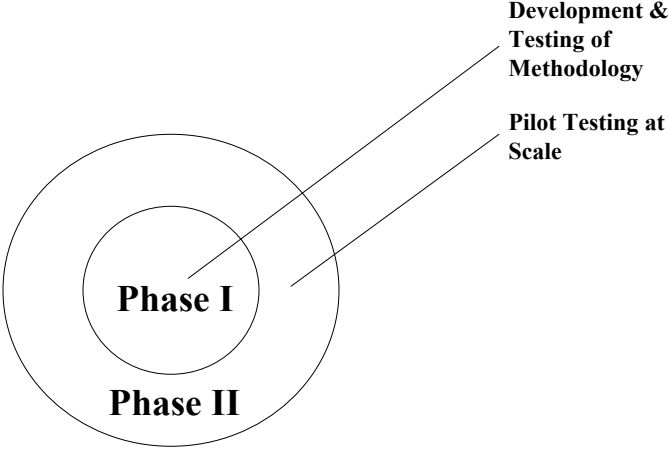 Development &
Testing of
Methodology
Pilot Testing at
Scale
Phase I
Phase II